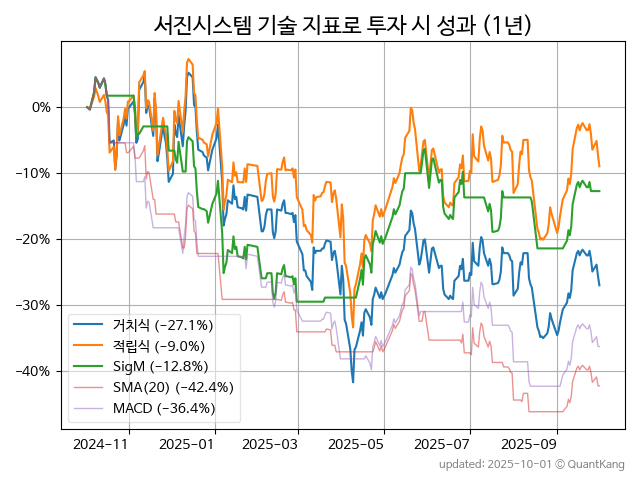 서진시스템 기술 지표로 투자 시 성과 (1년)
0%
−10%
−20%
−30%
−40%
거치식 (−27.1%)
적립식 (−9.0%)
SigM (−12.8%)
SMA(20) (−42.4%)
MACD (−36.4%)
2024−11
2025−01
2025−03
2025−05
2025−07
2025−09
updated: 2025-10-01 © QuantKang